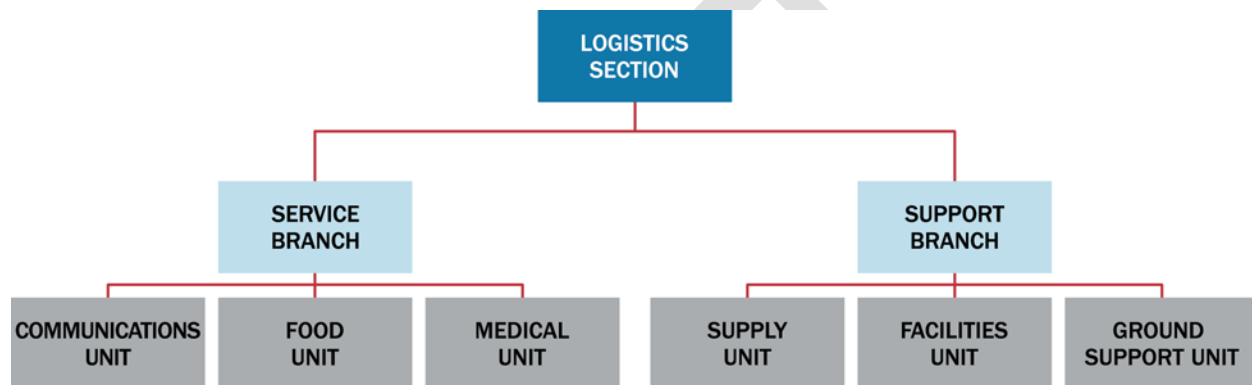 LOGISTICS
SECTION
SERVICE
BRANCH
SUPPORT
BRANCH
COMMUNICATIONS
UNIT
FOOD
UNIT
MEDICAL
UNIT
SUPPLY
UNIT
FACILITIES
UNIT
GROUND
SUPPORT UNIT